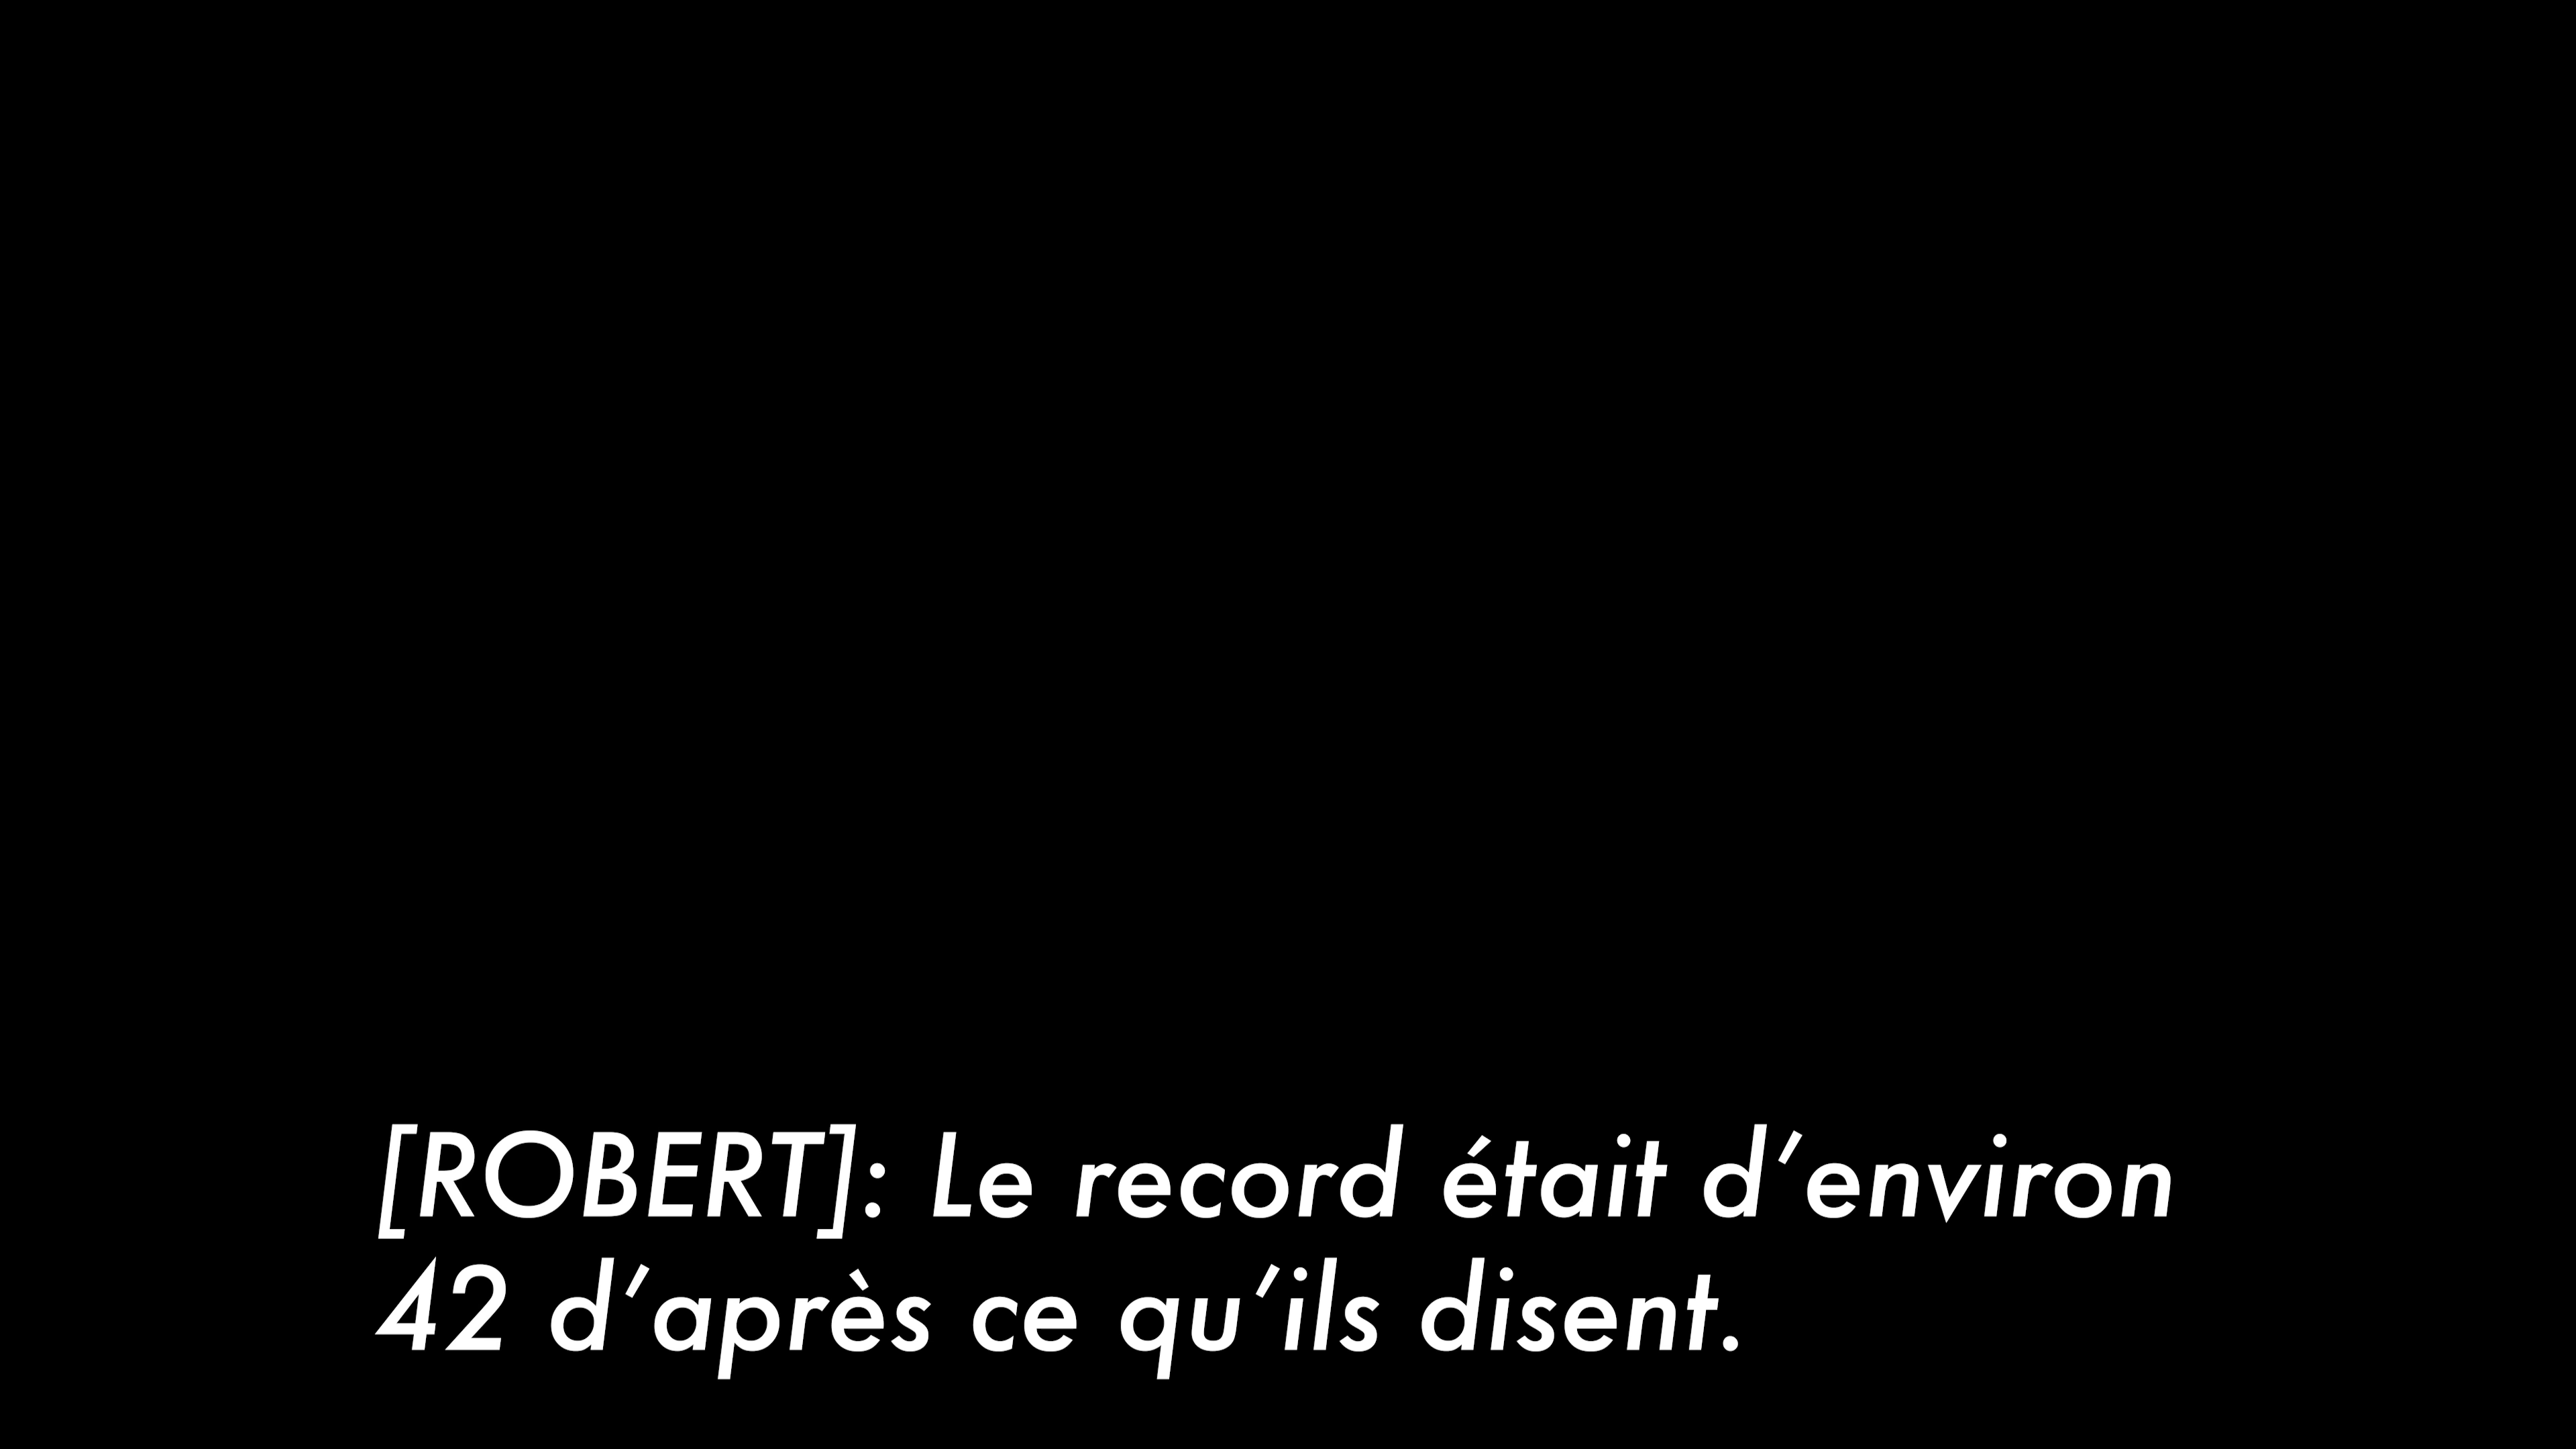 [ROBERT]: Le record était d’environ
42 d’après ce qu’ils disent.